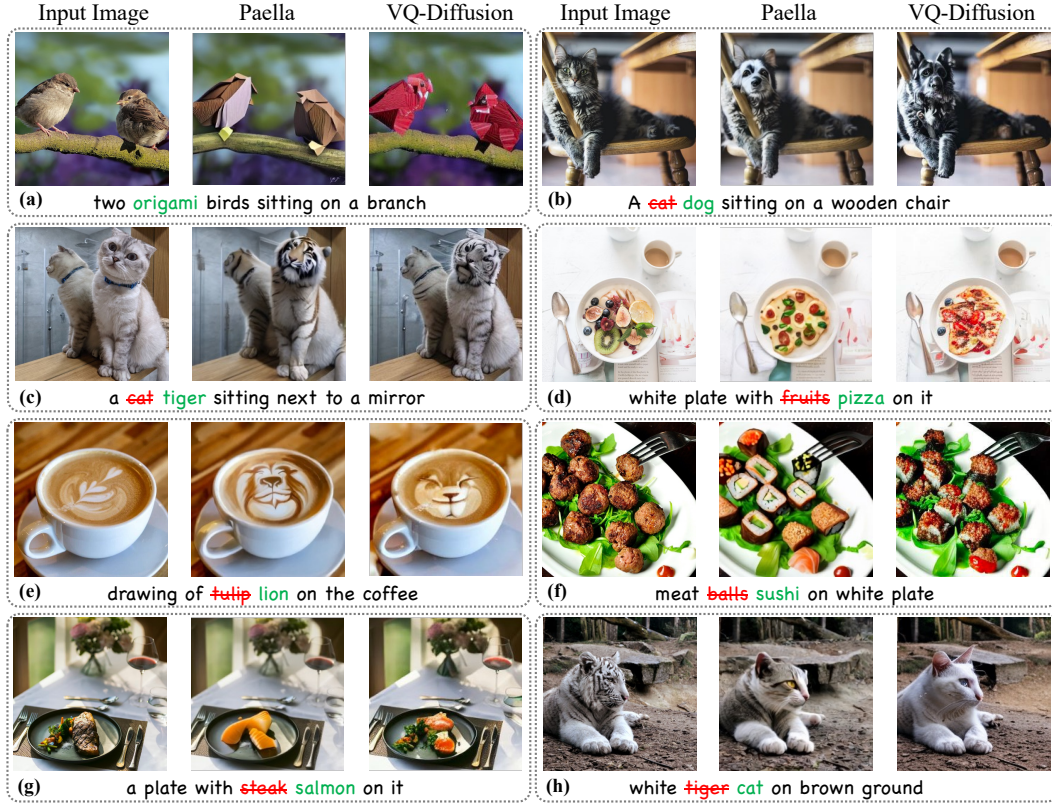 Input Image Paella VQ-Diffusion Input Image Paella VQ-Diffusion
(a) two origami birds sitting on a branch
(b) A cat dog sitting on a wooden chair
(c) a cat tiger sitting next to a mirror
(d) white plate with fruits pizza on it
(e) drawing of tulip lion on the coffee
(f) meat balls sushi on white plate
(g) a plate with steak salmon on it
(h) white tiger cat on brown ground